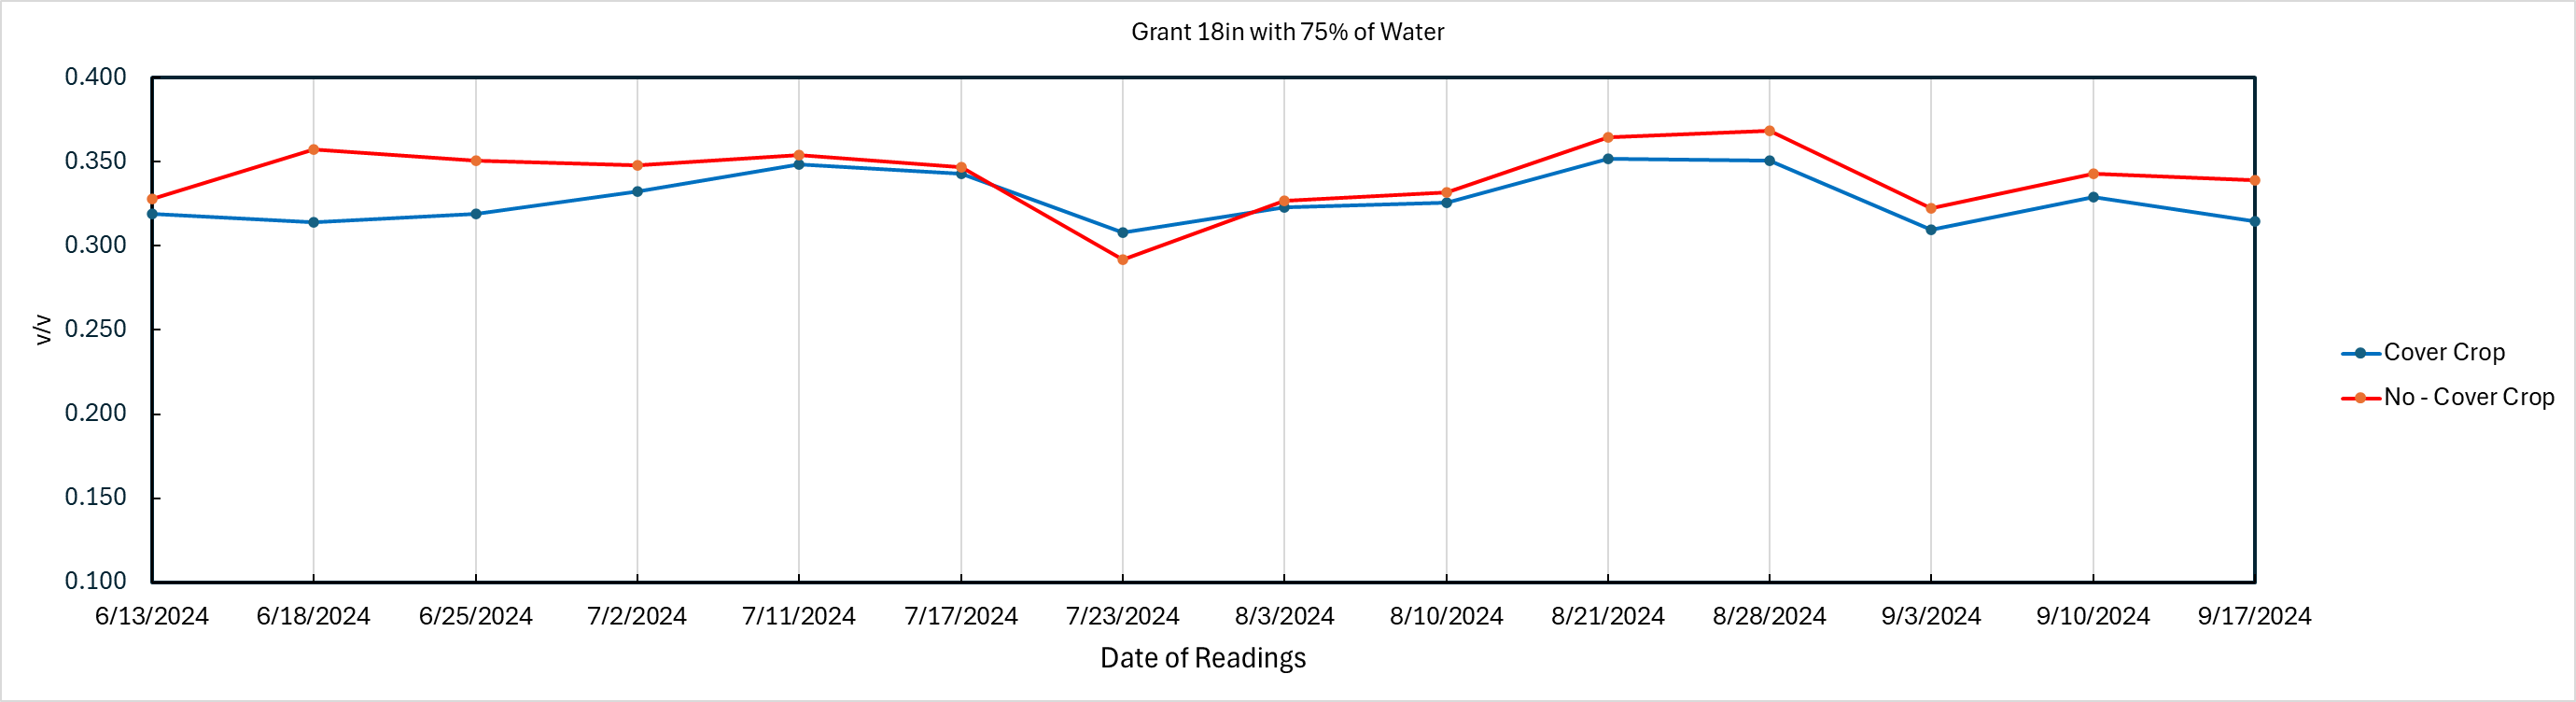 Grant 18in with 75% of Water
0.400
0.350
0.300
0.250
0.200
0.150
0.100
v/v
6/13/2024 6/18/2024 6/25/2024 7/2/2024 7/11/2024 7/17/2024 7/23/2024 8/3/2024 8/10/2024 8/21/2024 8/28/2024 9/3/2024 9/10/2024 9/17/2024
Date of Readings
Cover Crop
No - Cover Crop